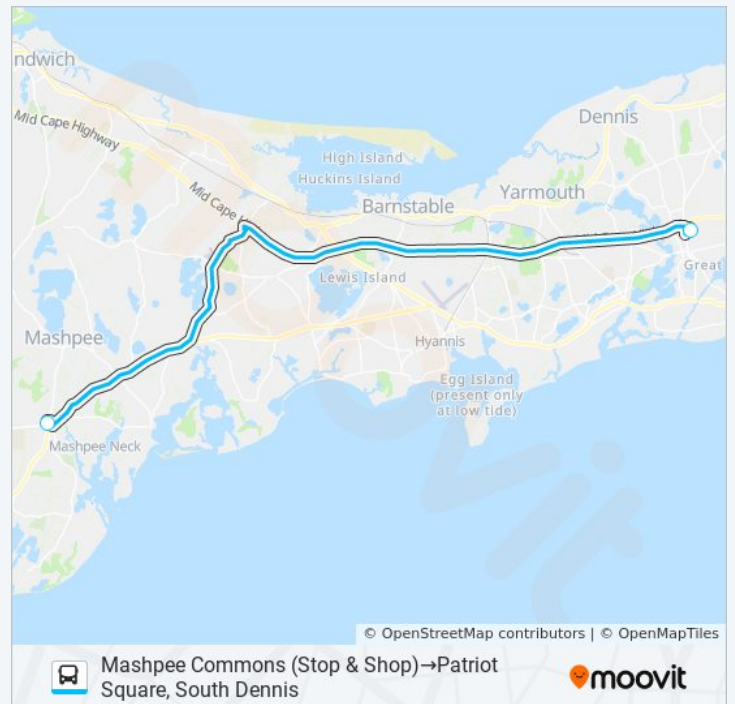 ndwich
Mid Cape Highway
Dennis
High Island
Huckins Island
Mid Cape H
Yarmouth
Barnstable
Great
Lewis Island
Mashpee
Hyannis
Egg Island
(present only
at low tide)
Mashpee Neck
© OpenStreetMap contributors | © OpenMapTiles
Mashpee Commons (Stop & Shop)→Patriot
Square, South Dennis
moovit